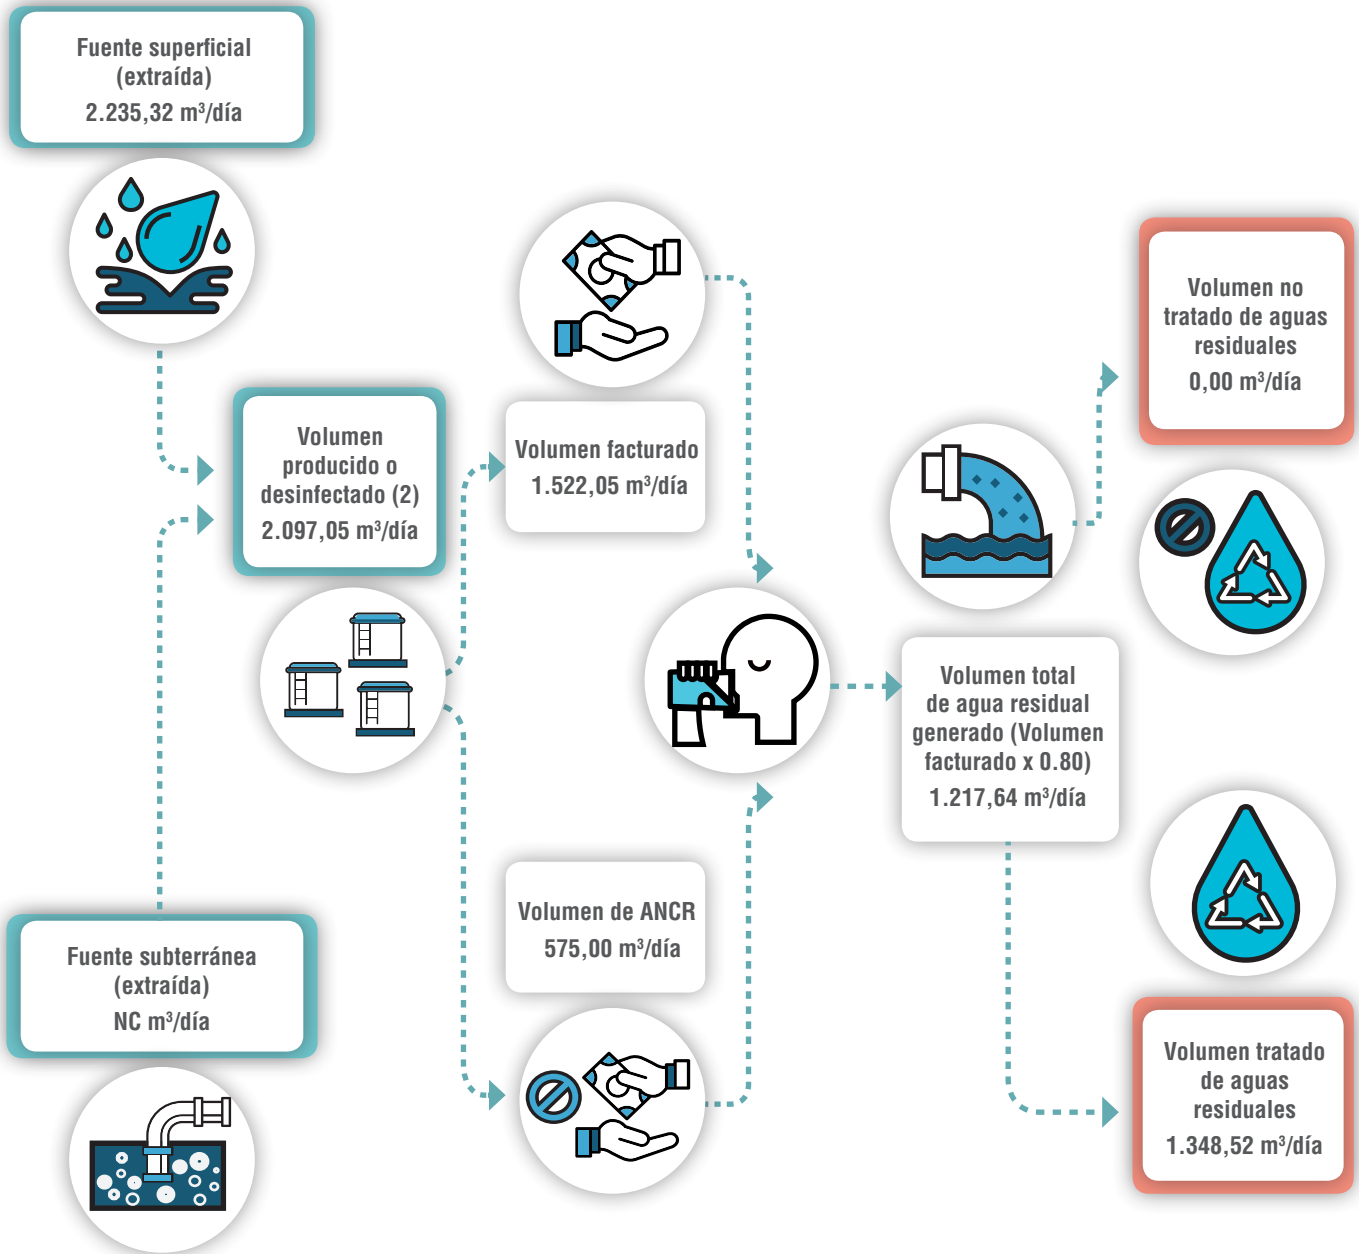 Fuente superficial
(extraída)
2.235,32 m³/día
Volumen
producido o
desinfectado (2)
2.097,05 m³/día
Fuente subterránea
(extraída)
NC m³/día
Volumen facturado
1.522,05 m³/día
Volumen de ANCR
575,00 m³/día
Volumen total
de agua residual
generado (Volumen
facturado x 0.80)
1.217,64 m³/día
Volumen no
tratado de aguas
residuales
0,00 m³/día
Volumen tratado
de aguas
residuales
1.348,52 m³/día